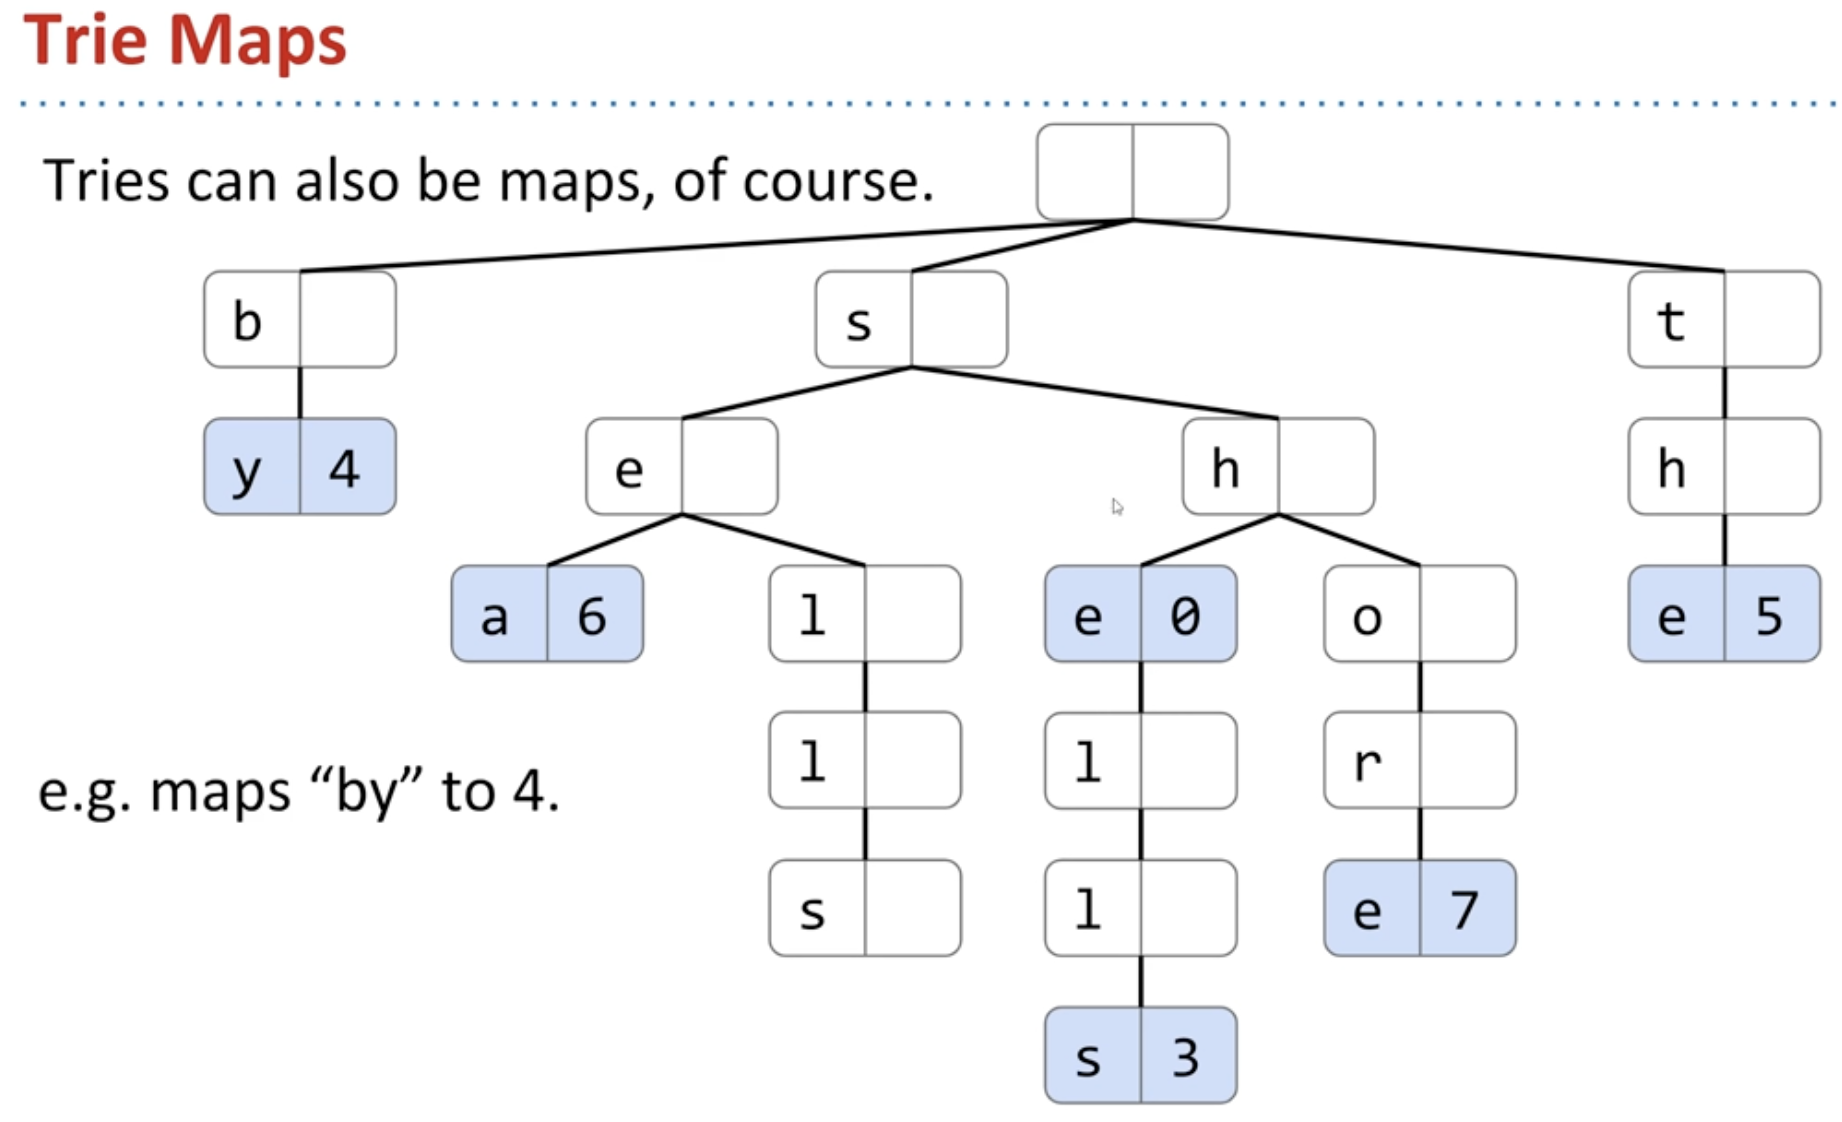 Trie Maps
Tries can also be maps, of course.
b s t
y 4 e h h
a 6 l e 0 o e 5
l l r
e.g. maps “by” to 4.
s l e 7
s 3